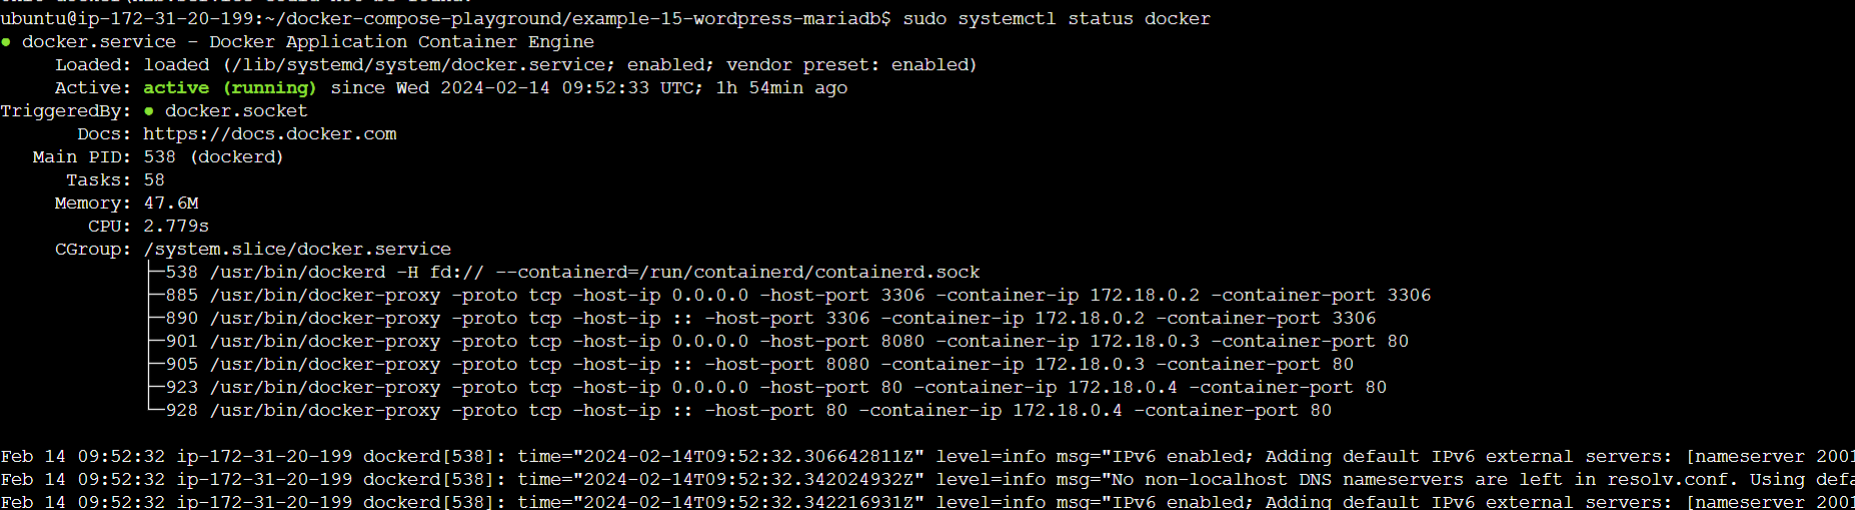 ubuntu@ip-172-31-20-199:~/docker-compose-playground/example-15-wordpress-mariadb$ sudo systemctl status docker
● docker.service - Docker Application Container Engine
Loaded: loaded (/lib/systemd/system/docker.service; enabled; vendor preset: enabled)
Active: active (running) since Wed 2024-02-14 09:52:33 UTC; 1h 54min ago
TriggeredBy: ● docker.socket
Docs: https://docs.docker.com
Main PID: 538 (dockerd)
Tasks: 58
Memory: 47.6M
CPU: 2.779s
CGroup: /system.slice/docker.service
├─538 /usr/bin/dockerd -H fd:// --containerd=/run/containerd/containerd.sock
├─885 /usr/bin/docker-proxy -proto tcp -host-ip 0.0.0.0 -host-port 3306 -container-ip 172.18.0.2 -container-port 3306
├─890 /usr/bin/docker-proxy -proto tcp -host-ip :: -host-port 3306 -container-ip 172.18.0.2 -container-port 3306
├─901 /usr/bin/docker-proxy -proto tcp -host-ip 0.0.0.0 -host-port 8080 -container-ip 172.18.0.3 -container-port 80
├─905 /usr/bin/docker-proxy -proto tcp -host-ip :: -host-port 8080 -container-ip 172.18.0.3 -container-port 80
├─923 /usr/bin/docker-proxy -proto tcp -host-ip 0.0.0.0 -host-port 80 -container-ip 172.18.0.4 -container-port 80
└─928 /usr/bin/docker-proxy -proto tcp -host-ip :: -host-port 80 -container-ip 172.18.0.4 -container-port 80
Feb 14 09:52:32 ip-172-31-20-199 dockerd[538]: time="2024-02-14T09:52:32.306642811Z" level=info msg="IPv6 enabled; Adding default IPv6 external servers: [nameserver 2001
Feb 14 09:52:32 ip-172-31-20-199 dockerd[538]: time="2024-02-14T09:52:32.342024932Z" level=info msg="No non-localhost DNS nameservers are left in resolv.conf. Using defa
Feb 14 09:52:32 ip-172-31-20-199 dockerd[538]: time="2024-02-14T09:52:32.342216931Z" level=info msg="IPv6 enabled; Adding default IPv6 external servers: [nameserver 2001